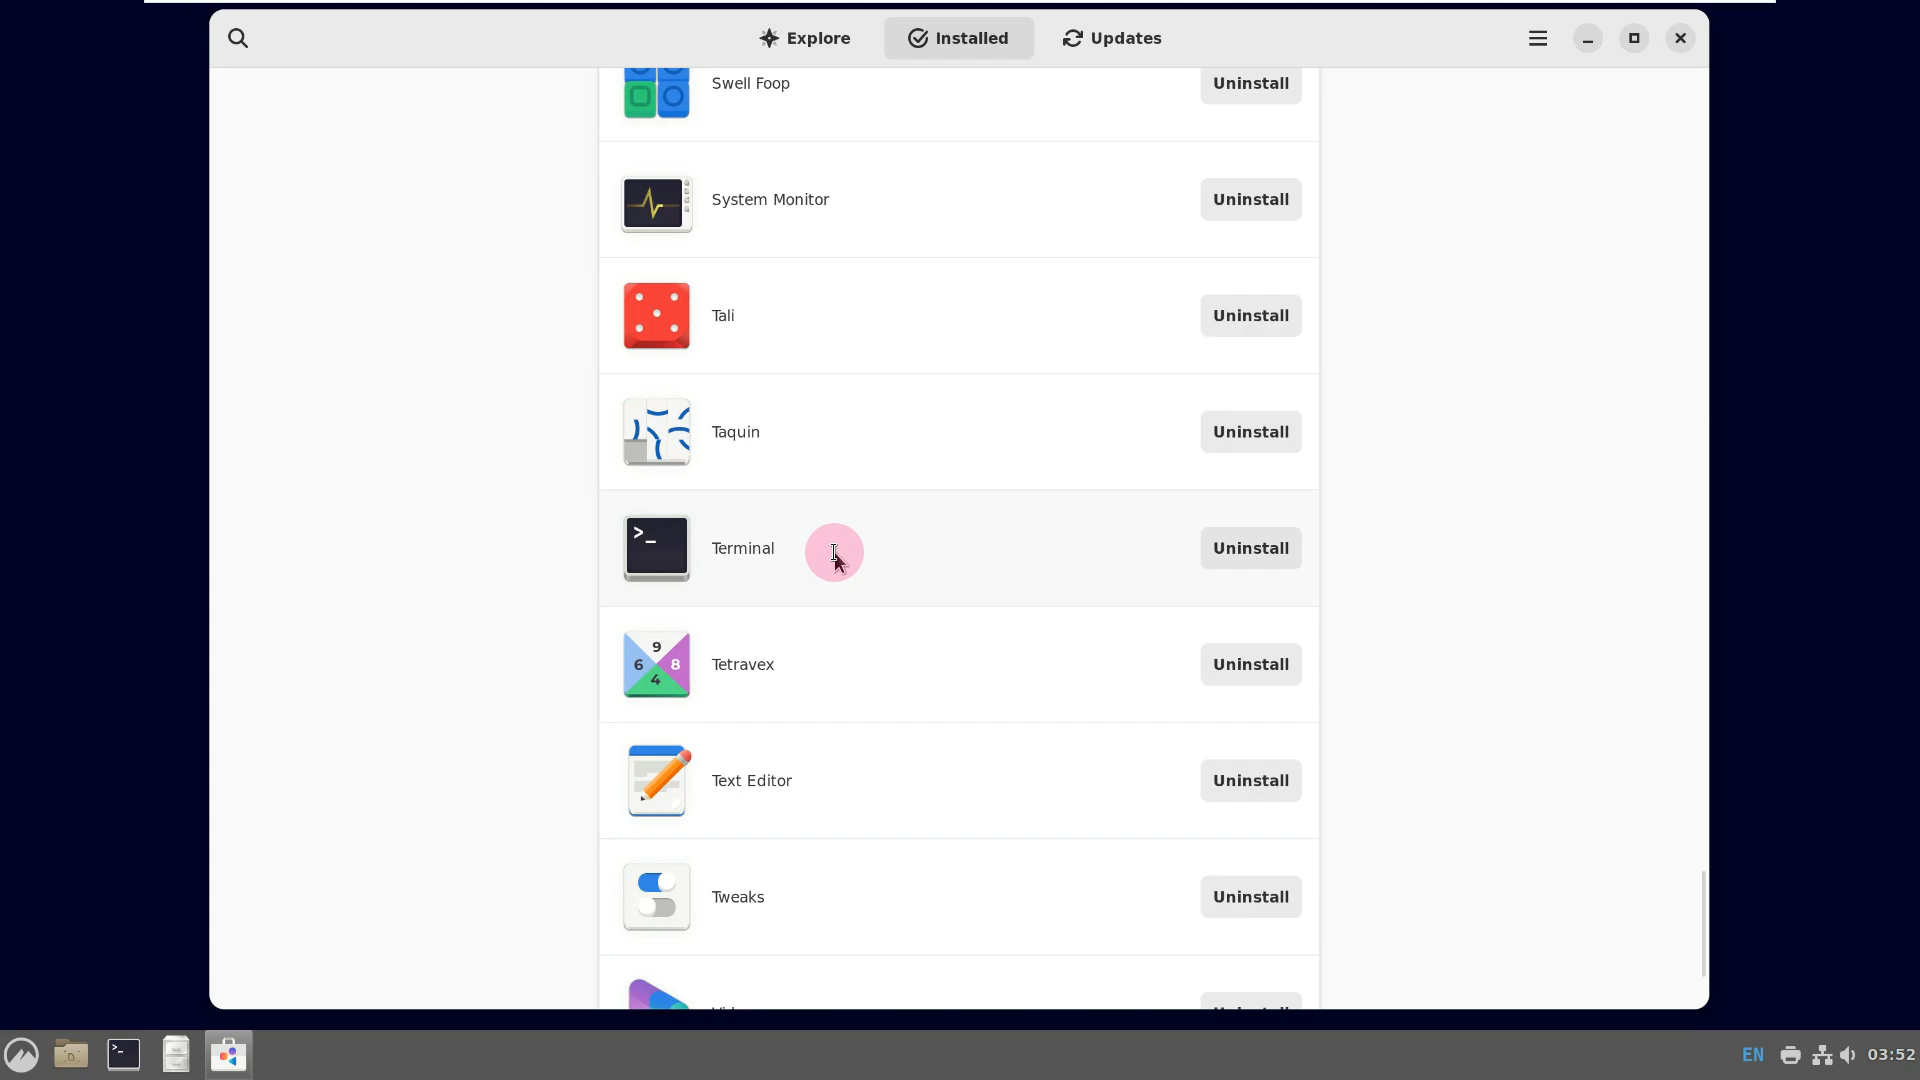 Explore
Installed
Updates
Swell Foop
Uninstall
System Monitor
Uninstall
Tali
Uninstall
Taquin
Uninstall
>_
Terminal
Uninstall
9
6 8
4
Tetravex
Uninstall
Text Editor
Uninstall
Tweaks
Uninstall
>_
EN
03:52